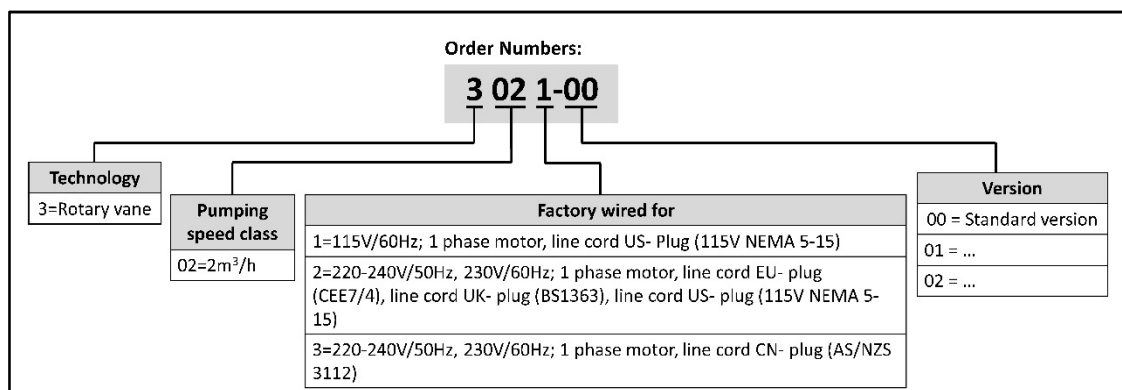 Order Numbers:
3 02 1-00
Technology
3=Rotary vane
Pumping
speed class
02=2m³/h
Factory wired for
1=115V/60Hz; 1 phase motor, line cord US- Plug (115V NEMA 5-15)
2=220-240V/50Hz, 230V/60Hz; 1 phase motor, line cord EU- plug
(CEE7/4), line cord UK- plug (BS1363), line cord US- plug (115V NEMA 5-
15)
3=220-240V/50Hz, 230V/60Hz; 1 phase motor, line cord CN- plug (AS/NZS
3112)
Version
00 = Standard version
01 = ...
02 = ...